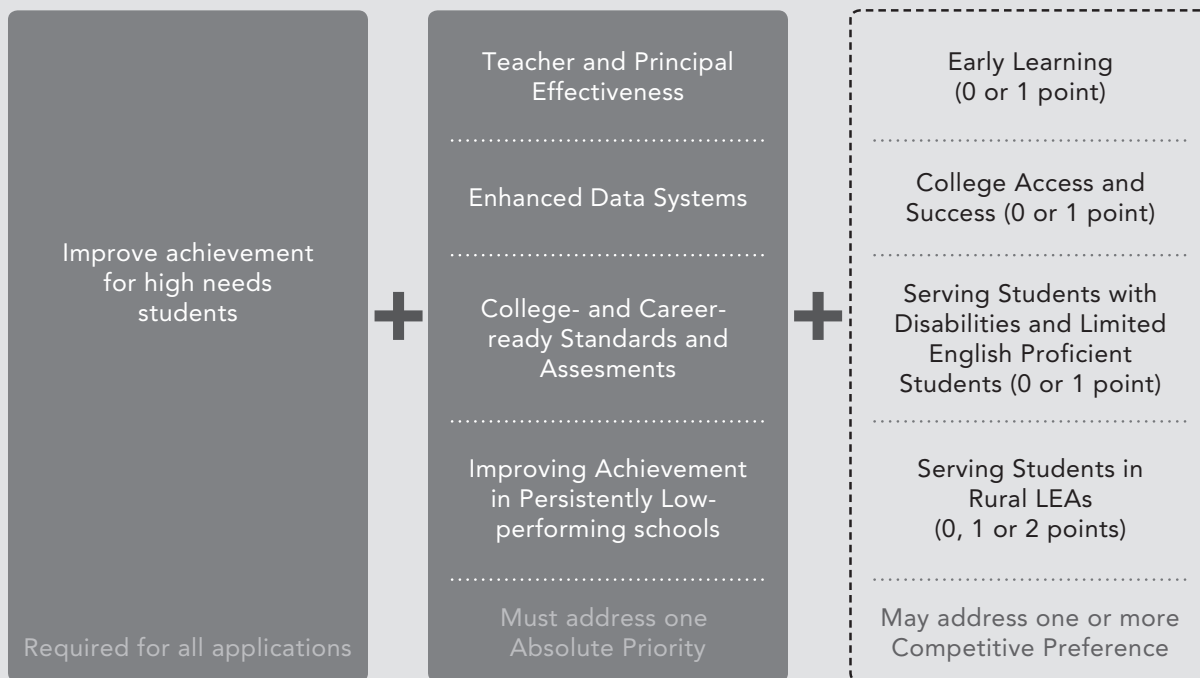 Improve achievement
for high needs
students
Required for all applications
Teacher and Principal
Effectiveness
Enhanced Data Systems
College- and Career-
ready Standards and
Assesments
Improving Achievement
in Persistently Low-
performing schools
Must address one
Absolute Priority
Early Learning
(0 or 1 point)
College Access and
Success (0 or 1 point)
Serving Students with
Disabilities and Limited
English Proficient
Students (0 or 1 point)
Serving Students in
Rural LEAs
(0, 1 or 2 points)
May address one or more
Competitive Preference